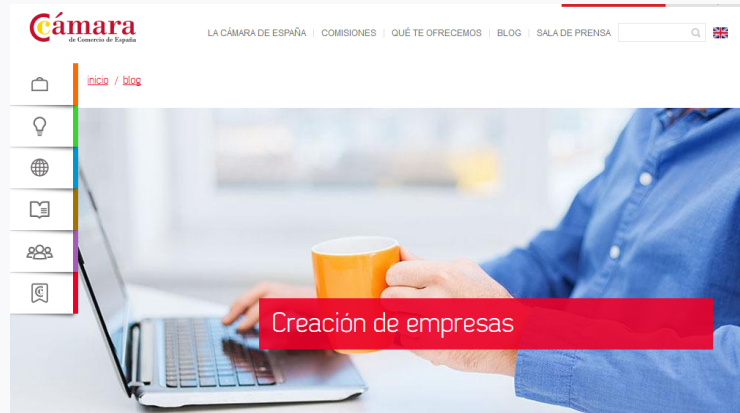 Cámara
de Comercio de España
LA CÁMARA DE ESPAÑA | COMISIONES | QUÉ TE OFRECEMOS | BLOG | SALA DE PRENSA
inicio / blog
Creación de empresas